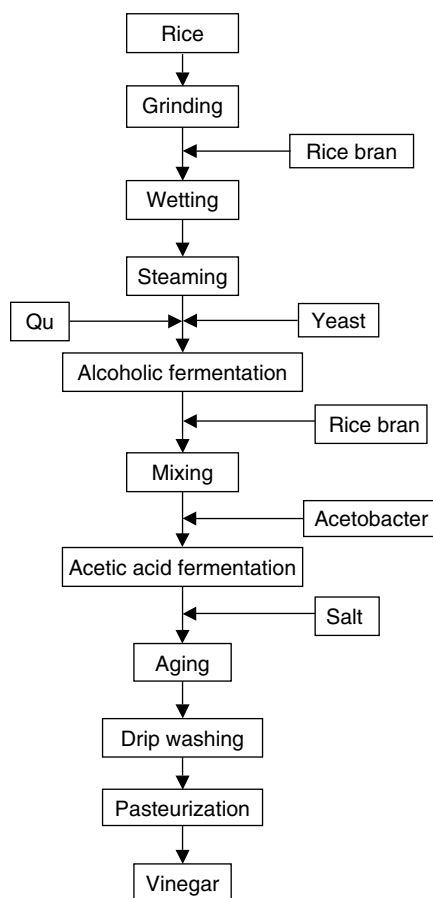 Rice
Grinding
Rice bran
Wetting
Steaming
Qu
Yeast
Alcoholic fermentation
Rice bran
Mixing
Acetobacter
Acetic acid fermentation
Salt
Aging
Drip washing
Pasteurization
Vinegar